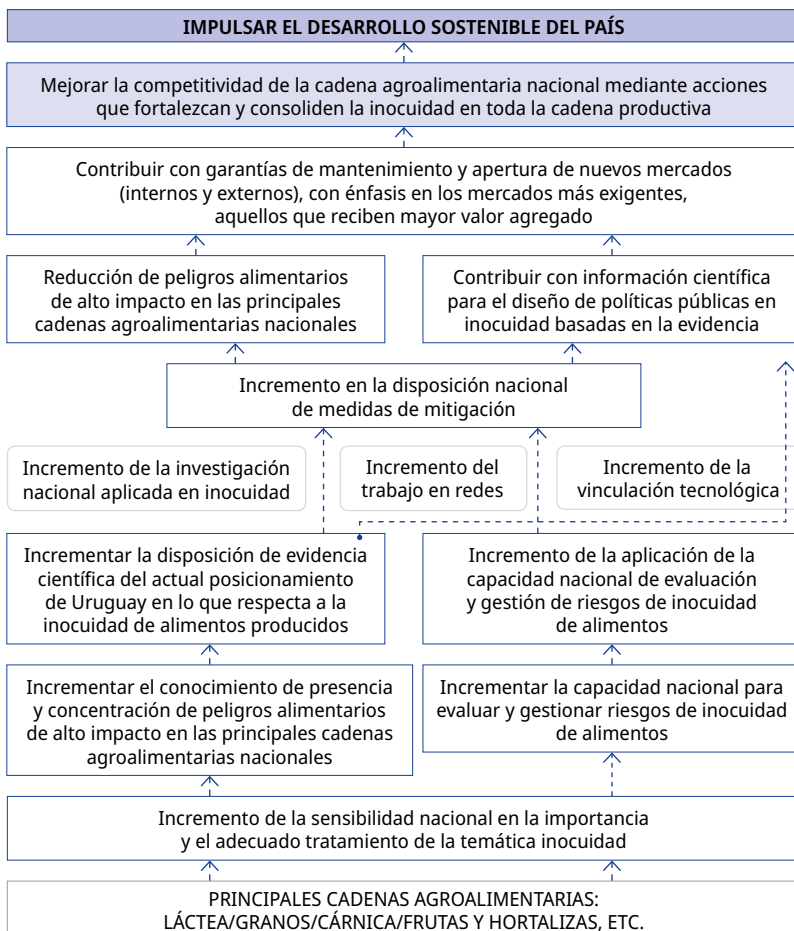 IMPULSAR EL DESARROLLO SOSTENIBLE DEL PAÍS
Mejorar la competitividad de la cadena agroalimentaria nacional mediante acciones
que fortalezcan y consoliden la inocuidad en toda la cadena productiva
Contribuir con garantías de mantenimiento y apertura de nuevos mercados
(internos y externos), con énfasis en los mercados más exigentes,
aquellos que reciben mayor valor agregado
Reducción de peligros alimentarios
de alto impacto en las principales
cadenas agroalimentarias nacionales
Contribuir con información científica
para el diseño de políticas públicas en
inocuidad basadas en la evidencia
Incremento en la disposición nacional
de medidas de mitigación
Incremento de la investigación
nacional aplicada en inocuidad
Incremento del
trabajo en redes
Incremento de la
vinculación tecnológica
Incrementar la disposición de evidencia
científica del actual posicionamiento
de Uruguay en lo que respecta a la
inocuidad de alimentos producidos
Incremento de la aplicación de la
capacidad nacional de evaluación
y gestión de riesgos de inocuidad
de alimentos
Incrementar el conocimiento de presencia
y concentración de peligros alimentarios
de alto impacto en las principales cadenas
agroalimentarias nacionales
Incrementar la capacidad nacional para
evaluar y gestionar riesgos de inocuidad
de alimentos
Incremento de la sensibilidad nacional en la importancia
y el adecuado tratamiento de la temática inocuidad
PRINCIPALES CADENAS AGROALIMENTARIAS:
LÁCTEA/GRANOS/CÁRNICA/FRUTAS Y HORTALIZAS, ETC.